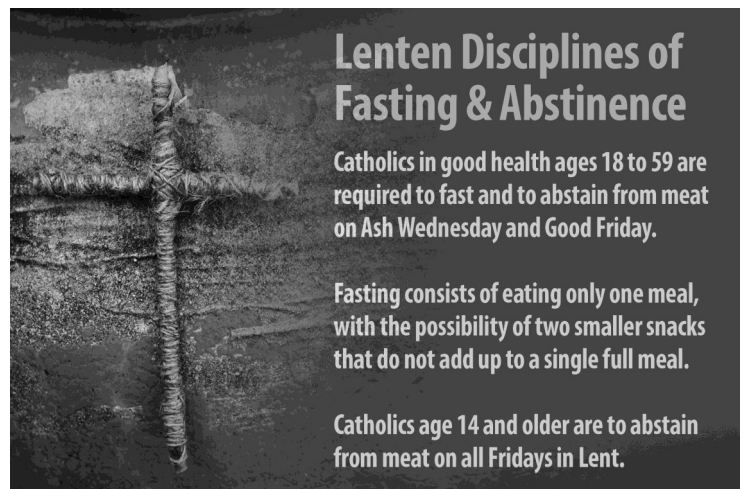 Lenten Disciplines of
Fasting & Abstinence
Catholics in good health ages 18 to 59 are
required to fast and to abstain from meat
on Ash Wednesday and Good Friday.
Fasting consists of eating only one meal,
with the possibility of two smaller snacks
that do not add up to a single full meal.
Catholics age 14 and older are to abstain
from meat on all Fridays in Lent.